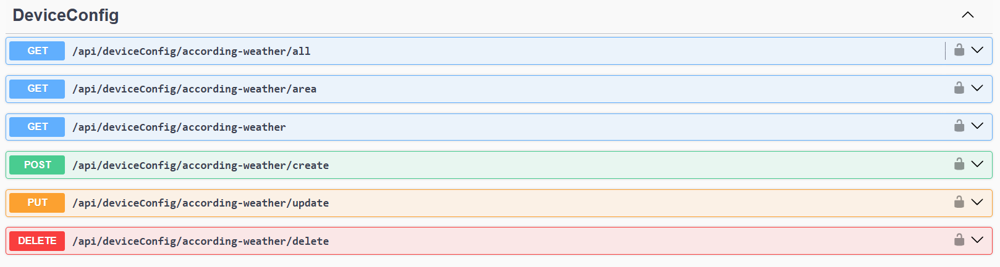 DeviceConfig
GET /api/deviceConfig/according-weather/all
GET /api/deviceConfig/according-weather/area
GET /api/deviceConfig/according-weather
POST /api/deviceConfig/according-weather/create
PUT /api/deviceConfig/according-weather/update
DELETE /api/deviceConfig/according-weather/delete